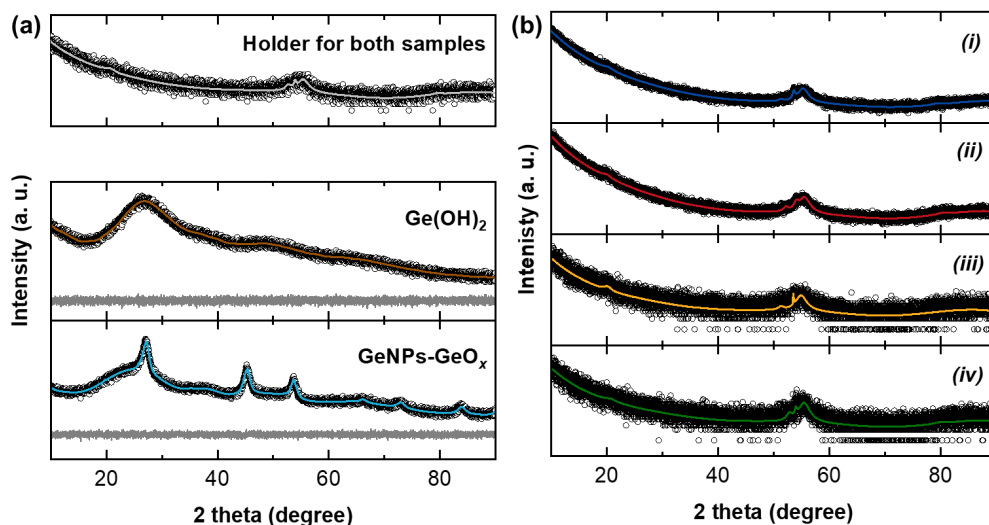 (a)
Holder for both samples
Ge(OH)2
GeNPs-GeOx
Intensity (a. u.)
20 40 60 80
2 theta (degree)
(b)
(i)
(ii)
(iii)
(iv)
Intenisty (a. u.)
20 40 60 80
2 theta (degree)